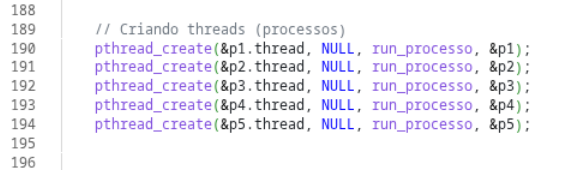 188
189 // Criando threads (processos)
190 pthread_create(&p1.thread, NULL, run_processo, &p1);
191 pthread_create(&p2.thread, NULL, run_processo, &p2);
192 pthread_create(&p3.thread, NULL, run_processo, &p3);
193 pthread_create(&p4.thread, NULL, run_processo, &p4);
194 pthread_create(&p5.thread, NULL, run_processo, &p5);
195
196